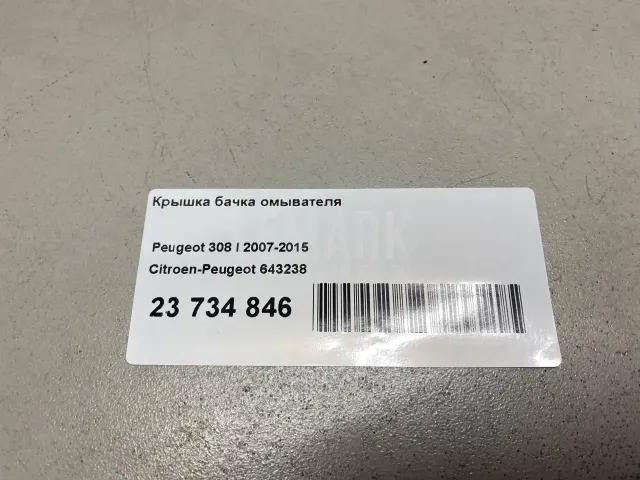 Крышка бачка омывателя
Peugeot 308 I 2007-2015
Citroen-Peugeot 643238
23 734 846